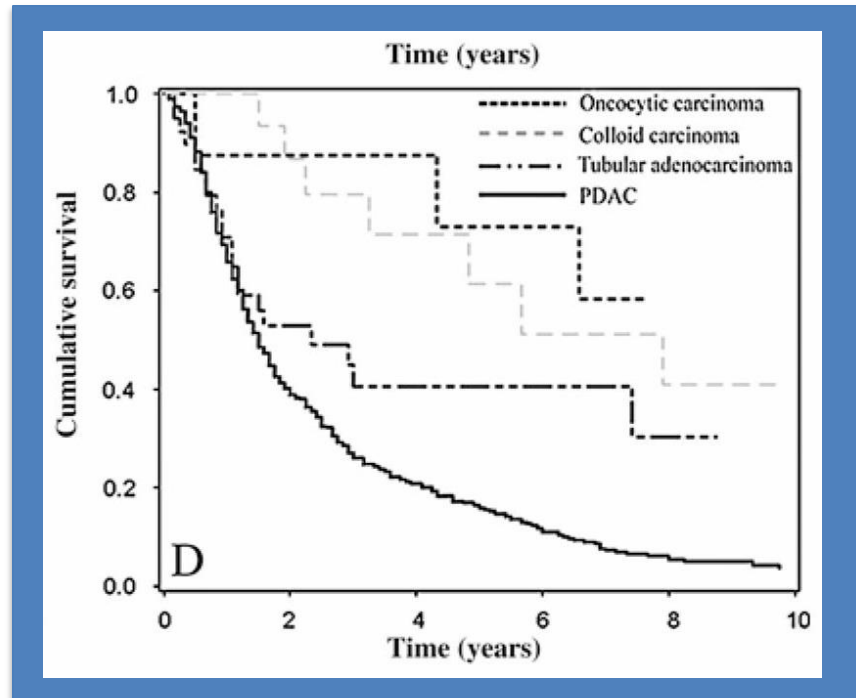 Time (years)
1.0
Oncocytic carcinoma
Colloid carcinoma
0.8
Tubular adenocarcinoma
PDAC
Cumulative survival
0.6
0.4
0.2
D
0.0
0 2 4 6 8 10
Time (years)